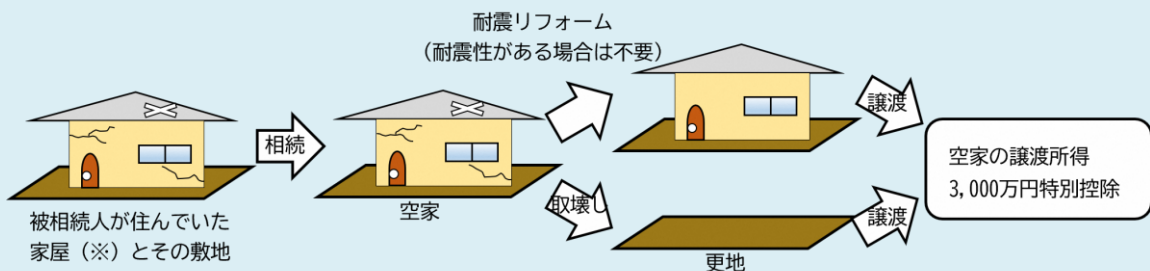 耐震リフォーム
（耐震性がある場合は不要）
相続
譲渡
空家の譲渡所得
3,000万円特別控除
被相続人が住んでいた
家屋（※）とその敷地
空家
取壊し
譲渡
更地